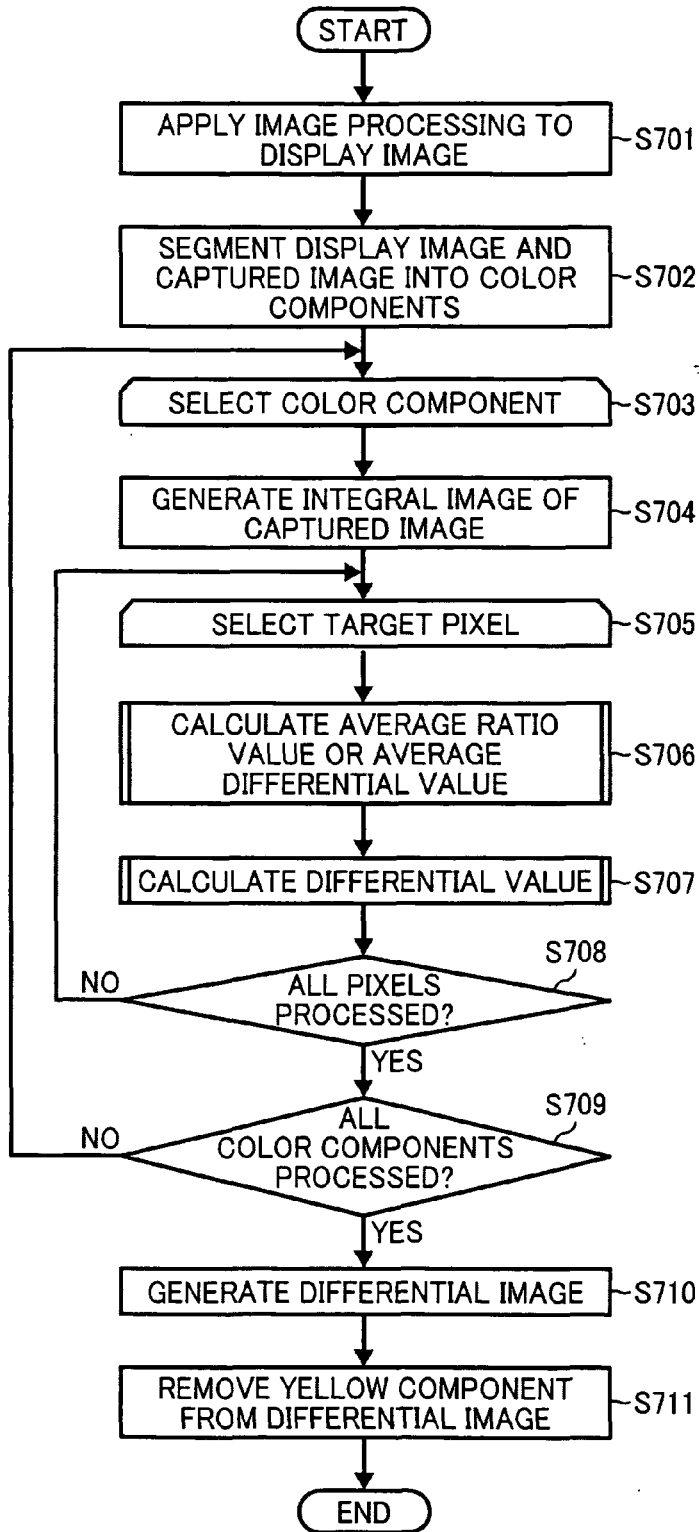 START
APPLY IMAGE PROCESSING TO
DISPLAY IMAGE
S701
SEGMENT DISPLAY IMAGE AND
CAPTURED IMAGE INTO COLOR
COMPONENTS
S702
SELECT COLOR COMPONENT
S703
GENERATE INTEGRAL IMAGE OF
CAPTURED IMAGE
S704
SELECT TARGET PIXEL
S705
CALCULATE AVERAGE RATIO
VALUE OR AVERAGE
DIFFERENTIAL VALUE
S706
CALCULATE DIFFERENTIAL VALUE
S707
S708
NO
ALL PIXELS
PROCESSED?
YES
S709
NO
ALL
COLOR COMPONENTS
PROCESSED?
YES
GENERATE DIFFERENTIAL IMAGE
S710
REMOVE YELLOW COMPONENT
FROM DIFFERENTIAL IMAGE
S711
END